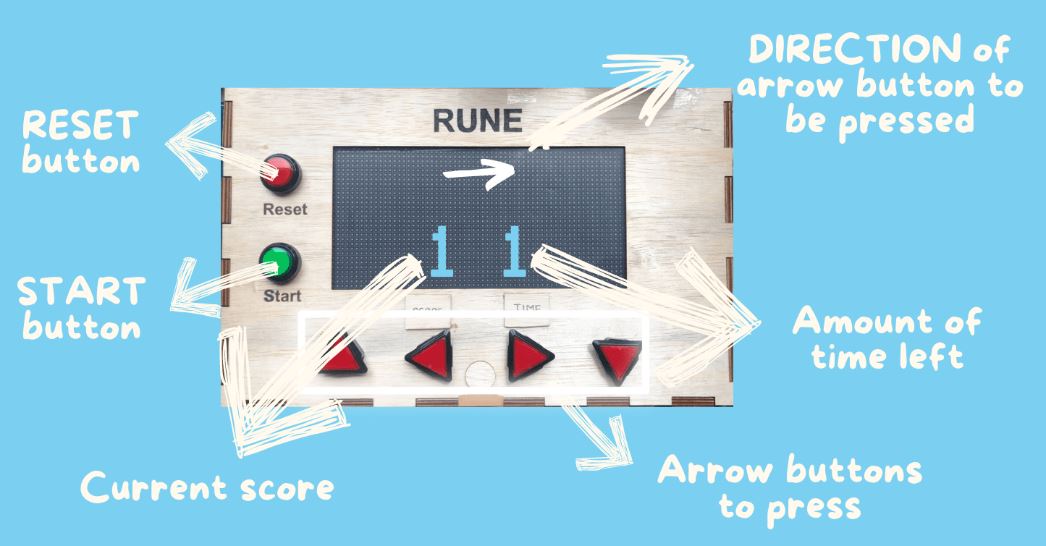 DIRECTION of
arrow button to
be pressed
RESET
button
RUNE
Reset
START
button
Start
1 1
TIME
Amount of
time left
Current score
Arrow buttons
to press